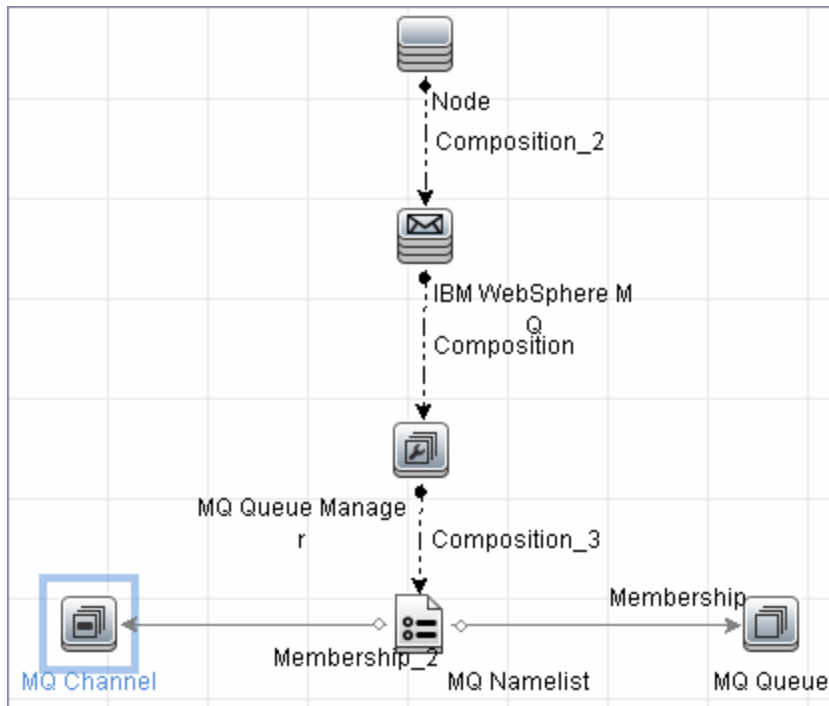 Node
Composition_2
IBM WebSphere M
Q
Composition
MQ Queue Manage
r
Composition_3
Membership
Membership_2
MQ Channel
MQ Namelist
MQ Queue